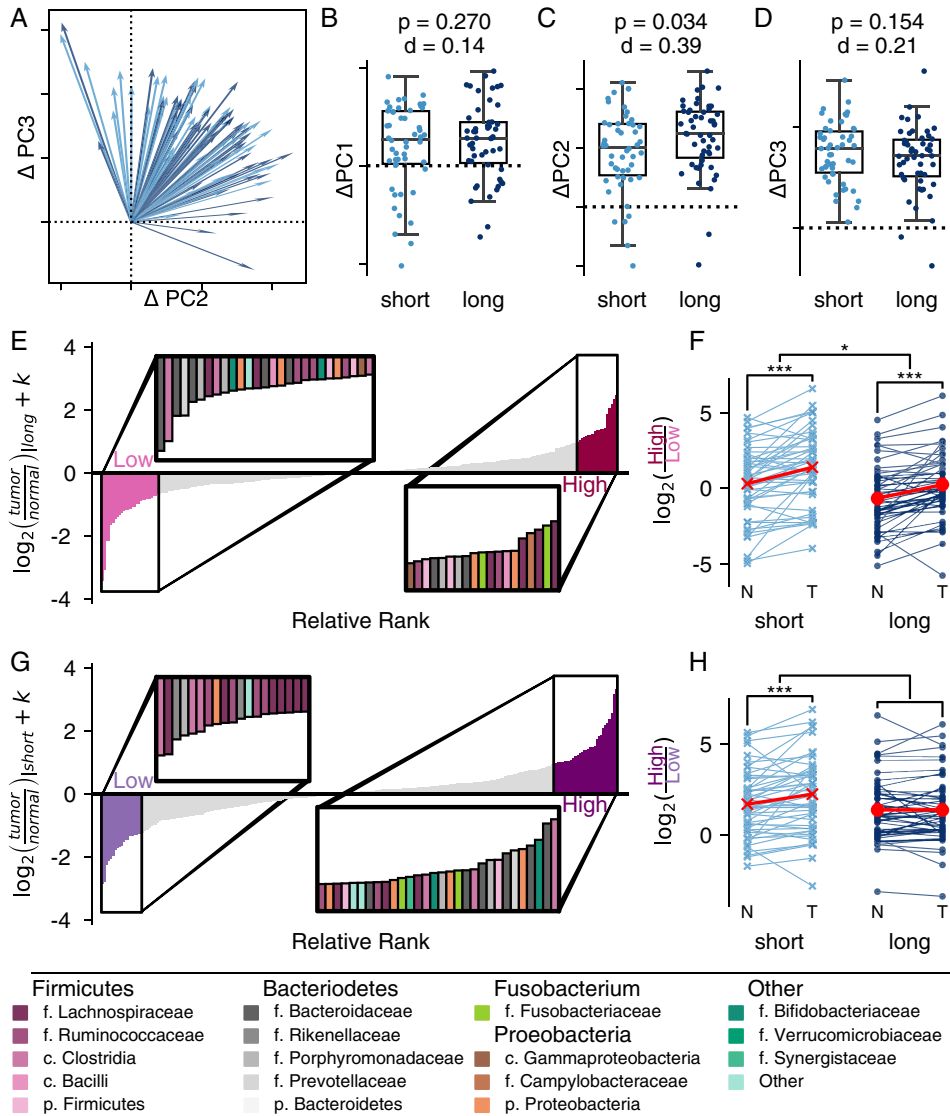 A
Δ PC3
Δ PC2
B
p = 0.270
d = 0.14
ΔPC1
short long
C
p = 0.034
d = 0.39
ΔPC2
short long
D
p = 0.154
d = 0.21
ΔPC3
short long
E
log2(tumor/normal)|long + k
4
2
0
-2
-4
Low
High
Relative Rank
F
log2(High/Low)
5
0
-5
*
*** ***
N T N T
short long
G
log2(tumor/normal)|short + k
4
2
0
-2
-4
Low
High
Relative Rank
H
log2(High/Low)
5
0
***
N T N T
short long
Firmicutes
f. Lachnospiraceae
f. Ruminococcaceae
c. Clostridia
c. Bacilli
p. Firmicutes
Bacteriodetes
f. Bacteroidaceae
f. Rikenellaceae
f. Porphyromonadaceae
f. Prevotellaceae
p. Bacteroidetes
Fusobacterium
f. Fusobacteriaceae
Proeobacteria
c. Gammaproteobacteria
f. Campylobacteraceae
p. Proteobacteria
Other
f. Bifidobacteriaceae
f. Verrucomicrobiaceae
f. Synergistaceae
Other